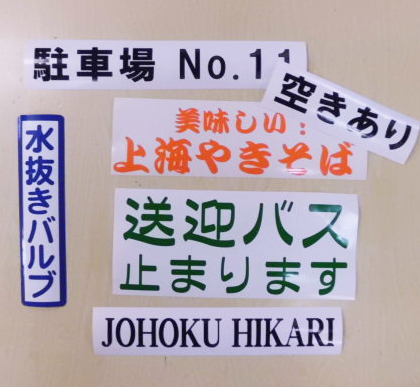 駐車場 No.11
空きあり
美味しい！
上海やきそば
水抜きバルブ
送迎バス
止まります
JOHOKU HIKARI